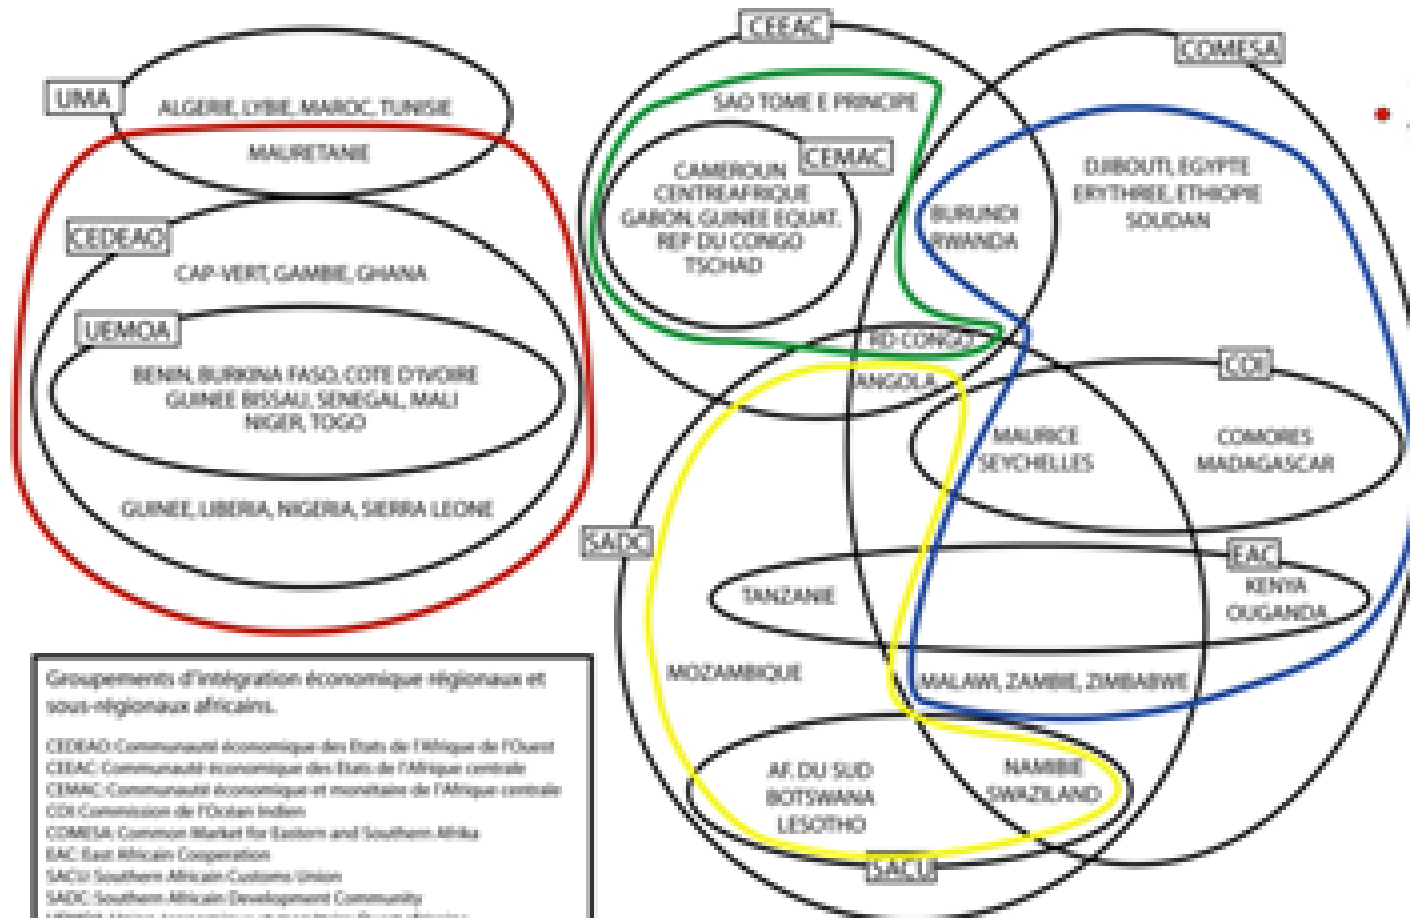 CEEAC
COMESA
UMA
ALGERIE, LYBIE, MAROC, TUNISIE
MAURETANIE
SAO TOME E PRINCIPE
CEMAC
CAMEROUN
CENTREAFRIQUE
GABON, GUINEE EQUAT.
REP DU CONGO
TSCHAD
BURUNDI
RWANDA
DJIBOUTI, EGYPTE
ERYTHREE, ETHIOPIE
SOUDAN
CEDEAO
CAP-VERT, GAMBIE, GHANA
UEMOA
BENIN, BURKINA FASO, COTE D'IVOIRE
GUINEE BISSAU, SENEGAL, MALI
NIGER, TOGO
GUINEE, LIBERIA, NIGERIA, SIERRA LEONE
RD CONGO
ANGOLA
COI
MAURICE
SEYCHELLES
COMORES
MADAGASCAR
SADC
EAC
TANZANIE
KENYA
OUGANDA
MOZAMBIQUE
MALAWI, ZAMBIE, ZIMBABWE
AF. DU SUD
BOTSWANA
LESOTHO
NAMIBIE
SWAZILAND
SACU
Groupements d'intégration économique régionaux et
sous-régionaux africains.
CEDEAO: Communauté économique des Etats de l'Afrique de l'Ouest
CEEAC: Communauté économique des Etats de l'Afrique centrale
CEMAC: Communauté économique et monétaire de l'Afrique centrale
COI: Commission de l'Océan Indien
COMESA: Common Market for Eastern and Southern Afrika
EAC: East African Cooperation
SACU: Southern African Customs Union
SADC: Southern African Development Community